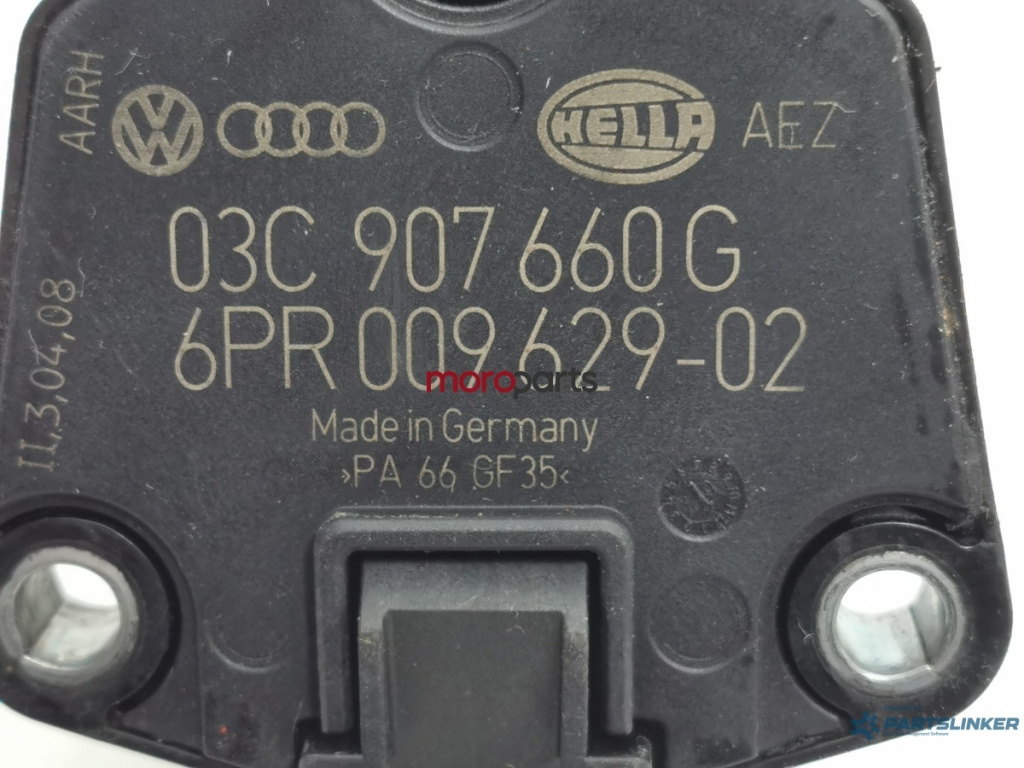 AARH
HELLA AEZ
03C 907 660 G
6PR 009 629-02
moroparts
Made in Germany
›PA 66 GF35‹
11,3,04,08
PARTSLINKER